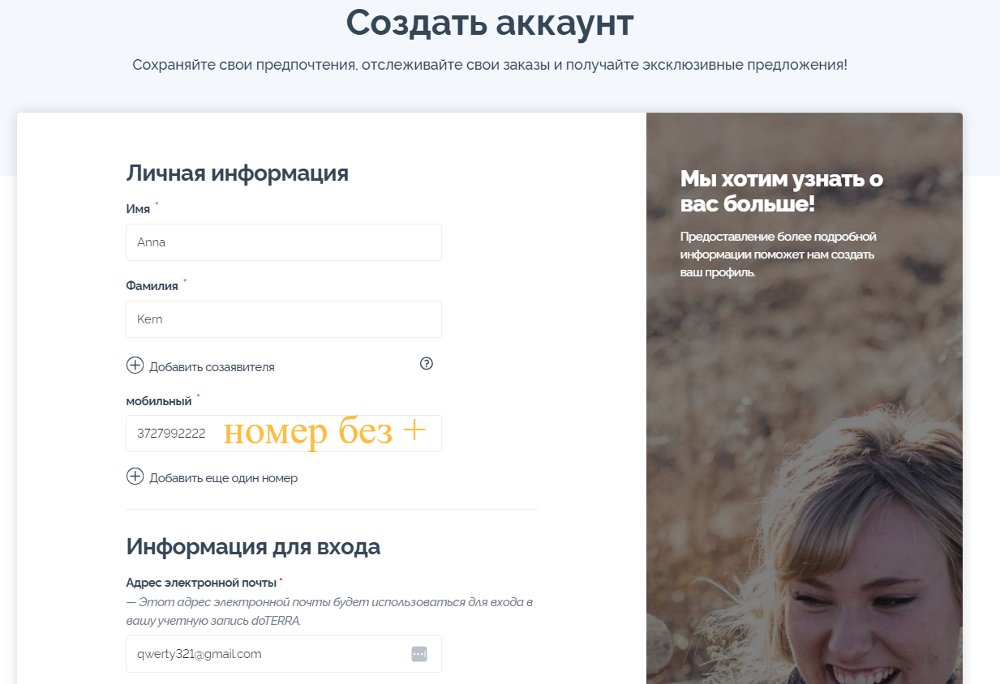 Создать аккаунт
Сохраняйте свои предпочтения, отслеживайте свои заказы и получайте эксклюзивные предложения!
Личная информация
Имя *
Anna
Фамилия *
Kern
Добавить созаявителя ?
мобильный *
3727992222 номер без +
Добавить еще один номер
Информация для входа
Адрес электронной почты *
— Этот адрес электронной почты будет использоваться для входа в
вашу учетную запись doTERRA.
qwerty321@gmail.com
Мы хотим узнать о
вас больше!
Предоставление более подробной
информации поможет нам создать
ваш профиль.